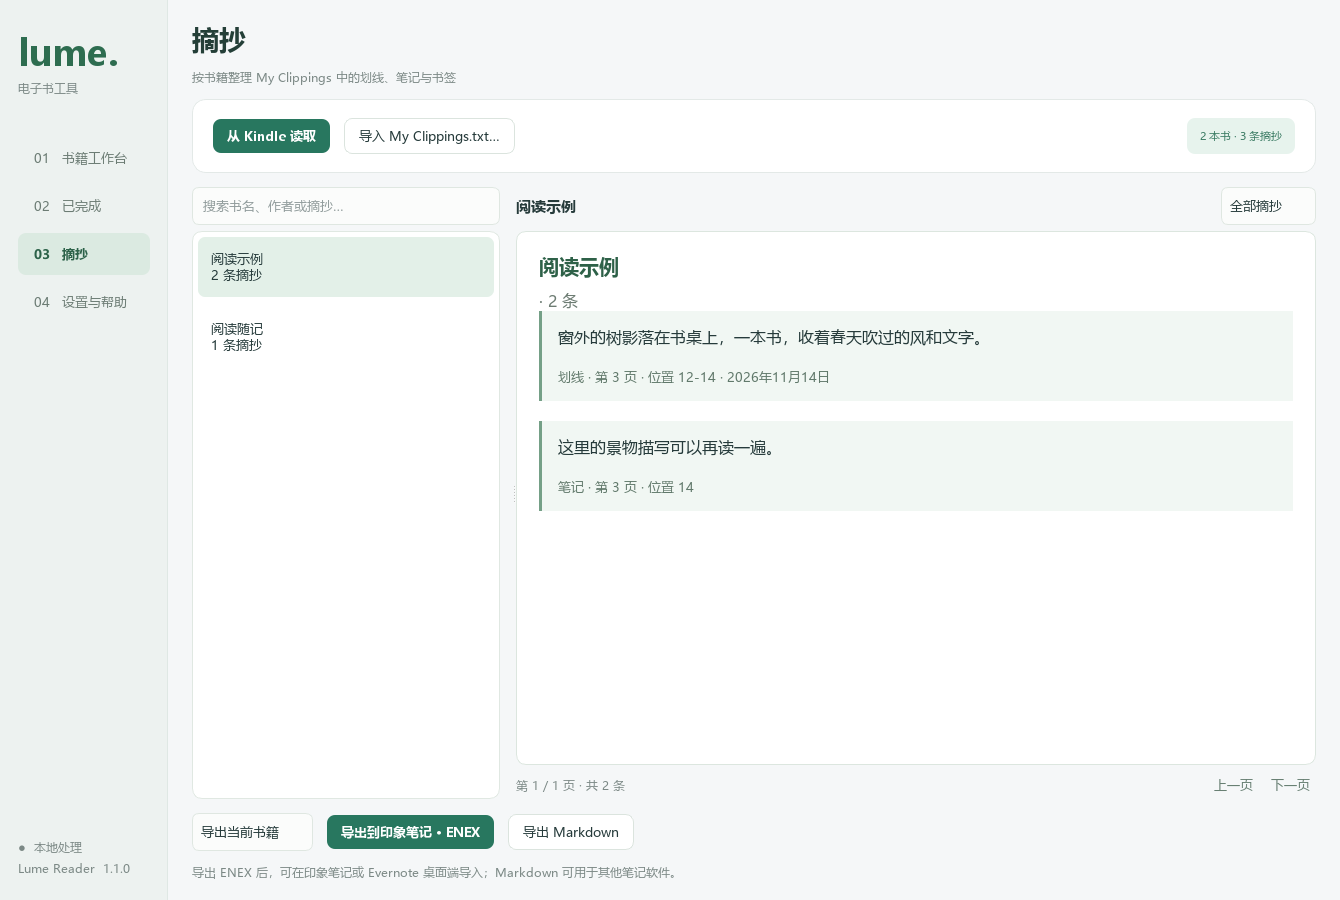 lume.
电子书工具
01 书籍工作台
02 已完成
03 摘抄
04 设置与帮助
● 本地处理
Lume Reader 1.1.0
摘抄
按书籍整理 My Clippings 中的划线、笔记与书签
从 Kindle 读取
导入 My Clippings.txt...
2 本书 · 3 条摘抄
搜索书名、作者或摘抄...
阅读示例
2 条摘抄
阅读随记
1 条摘抄
阅读示例
全部摘抄
阅读示例
· 2 条
窗外的树影落在书桌上，一本书，收着春天吹过的风和文字。
划线 · 第 3 页 · 位置 12-14 · 2026年11月14日
这里的景物描写可以再读一遍。
笔记 · 第 3 页 · 位置 14
第 1 / 1 页 · 共 2 条
上一页
下一页
导出当前书籍
导出到印象笔记 • ENEX
导出 Markdown
导出 ENEX 后，可在印象笔记或 Evernote 桌面端导入；Markdown 可用于其他笔记软件。